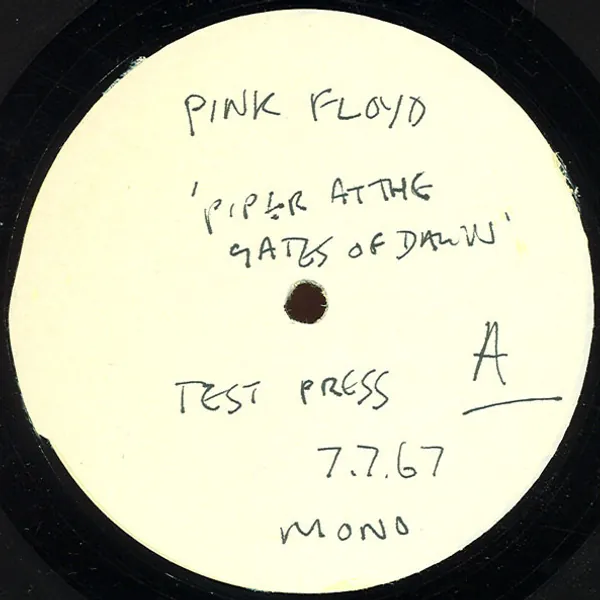 PINK FLOYD
'PIPER AT THE
GATES OF DAWN'
A
TEST PRESS
7.7.67
MONO